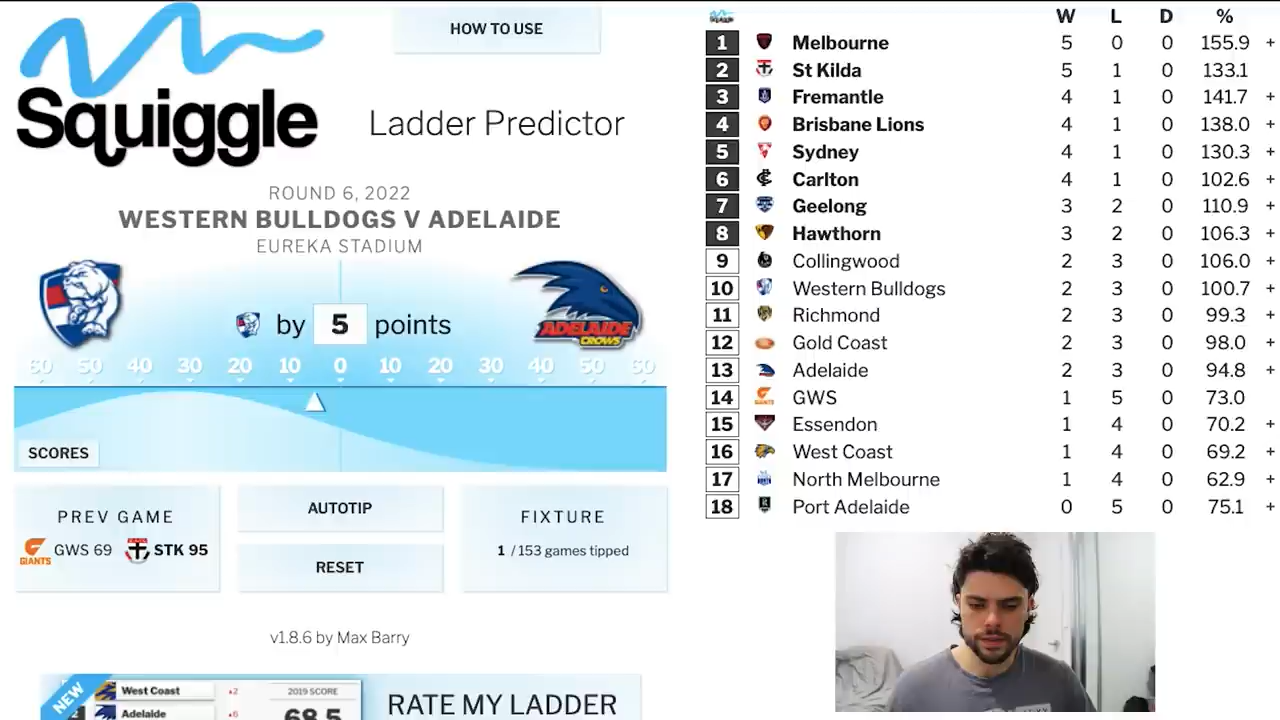 HOW TO USE
Squiggle
Ladder Predictor
ROUND 6, 2022
WESTERN BULLDOGS V ADELAIDE
EUREKA STADIUM
ADELAIDE
CROWS
by 5 points
60 50 40 30 20 10 0 10 20 30 40 50 60
SCORES
PREV GAME
GIANTS GWS 69 STK 95
AUTOTIP
RESET
FIXTURE
1 / 153 games tipped
v1.8.6 by Max Barry
NEW
West Coast +2
Adelaide +6
2019 SCORE
68.5
RATE MY LADDER
W L D %
1 Melbourne 5 0 0 155.9 +
2 St Kilda 5 1 0 133.1
3 Fremantle 4 1 0 141.7 +
4 Brisbane Lions 4 1 0 138.0 +
5 Sydney 4 1 0 130.3 +
6 Carlton 4 1 0 102.6 +
7 Geelong 3 2 0 110.9 +
8 Hawthorn 3 2 0 106.3 +
9 Collingwood 2 3 0 106.0 +
10 Western Bulldogs 2 3 0 100.7 +
11 Richmond 2 3 0 99.3 +
12 Gold Coast 2 3 0 98.0 +
13 Adelaide 2 3 0 94.8 +
14 GWS 1 5 0 73.0
15 Essendon 1 4 0 70.2 +
16 West Coast 1 4 0 69.2 +
17 North Melbourne 1 4 0 62.9 +
18 Port Adelaide 0 5 0 75.1 +